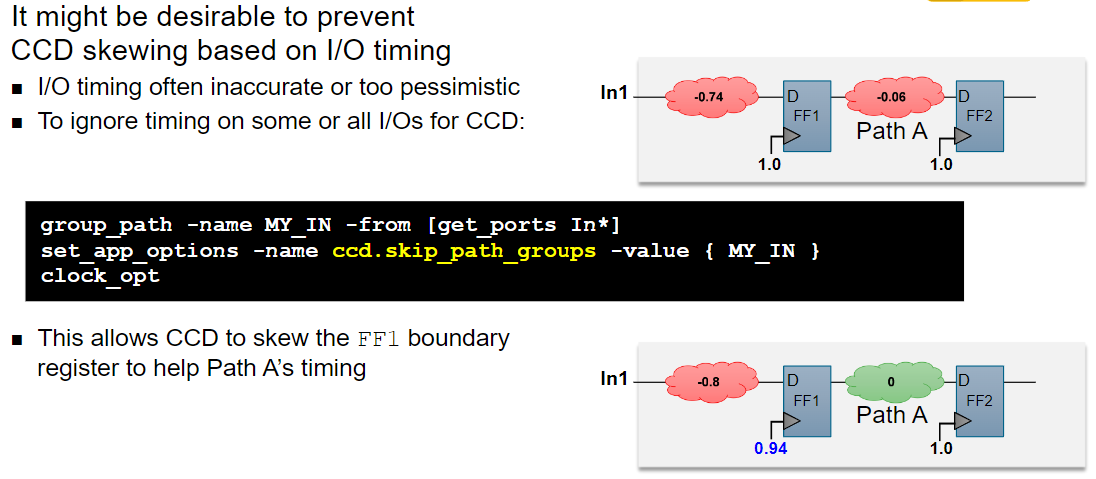 It might be desirable to prevent
CCD skewing based on I/O timing
■ I/O timing often inaccurate or too pessimistic
■ To ignore timing on some or all I/Os for CCD:
In1
-0.74
D
FF1
-0.06
Path A
D
FF2
1.0
1.0
group_path -name MY_IN -from [get_ports In*]
set_app_options -name ccd.skip_path_groups -value { MY_IN }
clock_opt
■ This allows CCD to skew the FF1 boundary
register to help Path A's timing
In1
-0.8
D
FF1
0
Path A
D
FF2
0.94
1.0